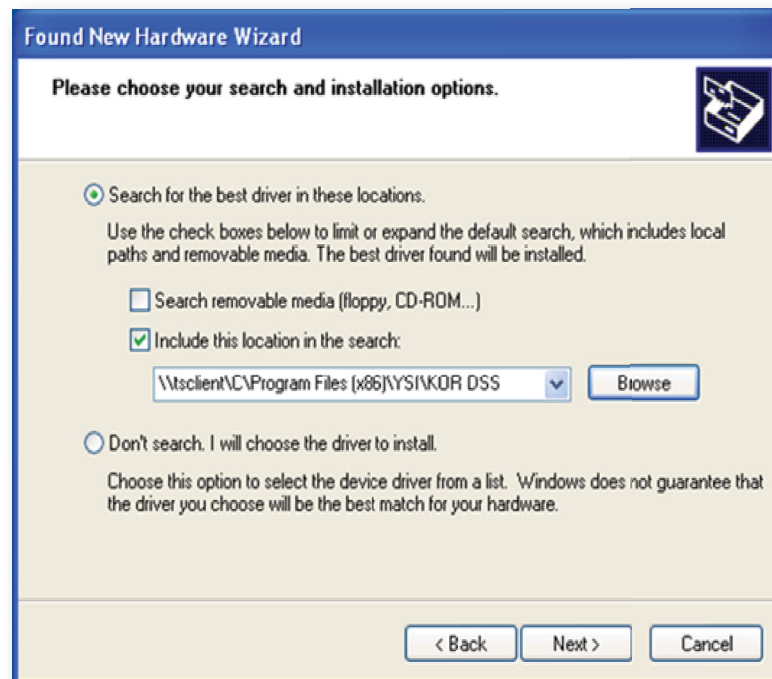 Found New Hardware Wizard
Please choose your search and installation options.
Search for the best driver in these locations.
Use the check boxes below to limit or expand the default search, which includes local
paths and removable media. The best driver found will be installed.
Search removable media (floppy, CD-ROM...)
Include this location in the search:
\\tsclient\C\Program Files (x86)\YSI\KOR DSS
Browse
Don't search. I will choose the driver to install.
Choose this option to select the device driver from a list. Windows does not guarantee that
the driver you choose will be the best match for your hardware.
< Back
Next >
Cancel